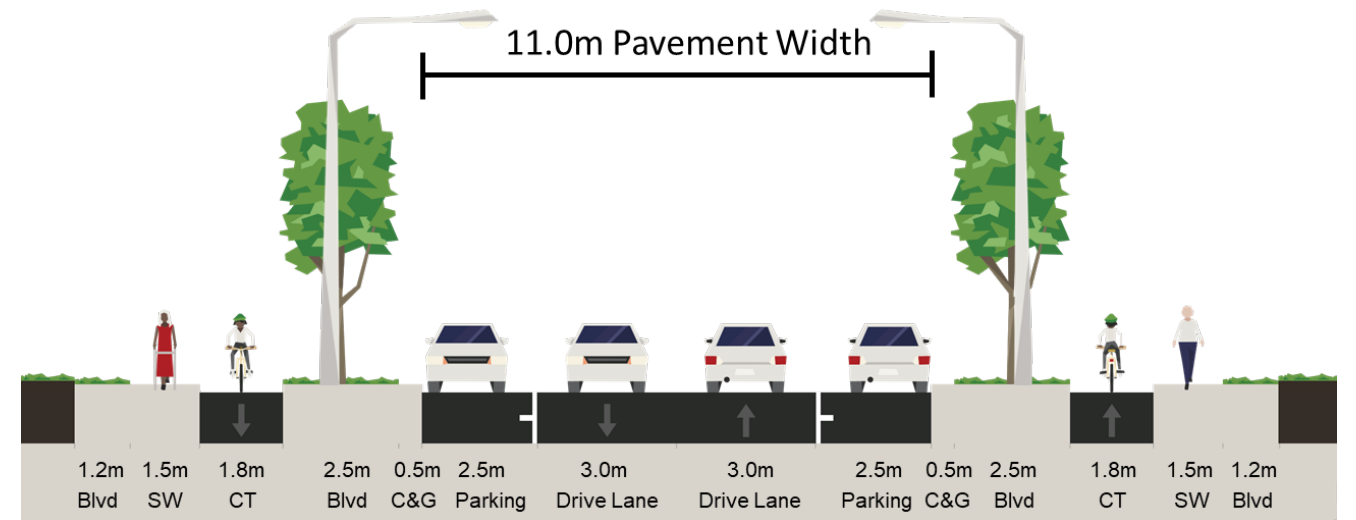 11.0m Pavement Width
1.2m 1.5m 1.8m 2.5m 0.5m 2.5m 3.0m 3.0m 2.5m 0.5m 2.5m 1.8m 1.5m 1.2m
Blvd SW CT Blvd C&G Parking Drive Lane Drive Lane Parking C&G Blvd CT SW Blvd